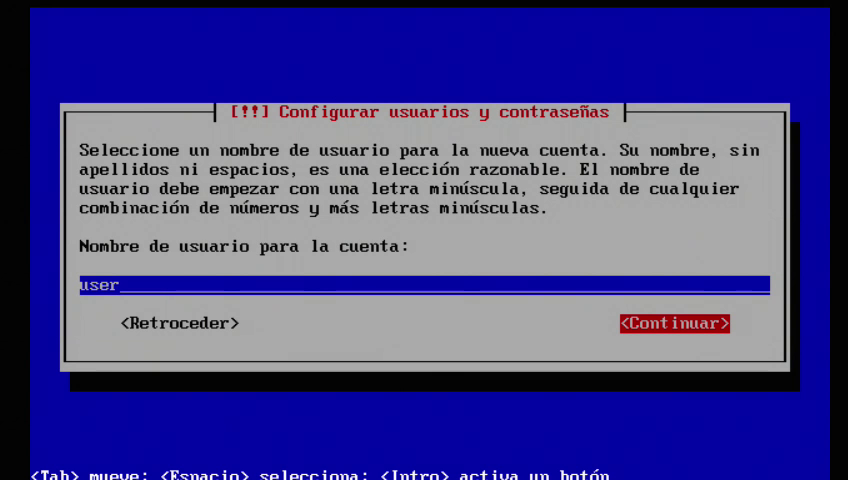 [!!] Configurar usuarios y contraseñas
Seleccione un nombre de usuario para la nueva cuenta. Su nombre, sin
apellidos ni espacios, es una elección razonable. El nombre de
usuario debe empezar con una letra minúscula, seguida de cualquier
combinación de números y más letras minúsculas.
Nombre de usuario para la cuenta:
user
<Retroceder> <Continuar>
<Tab> mueve; <Espacio> selecciona; <Intro> activa un botón